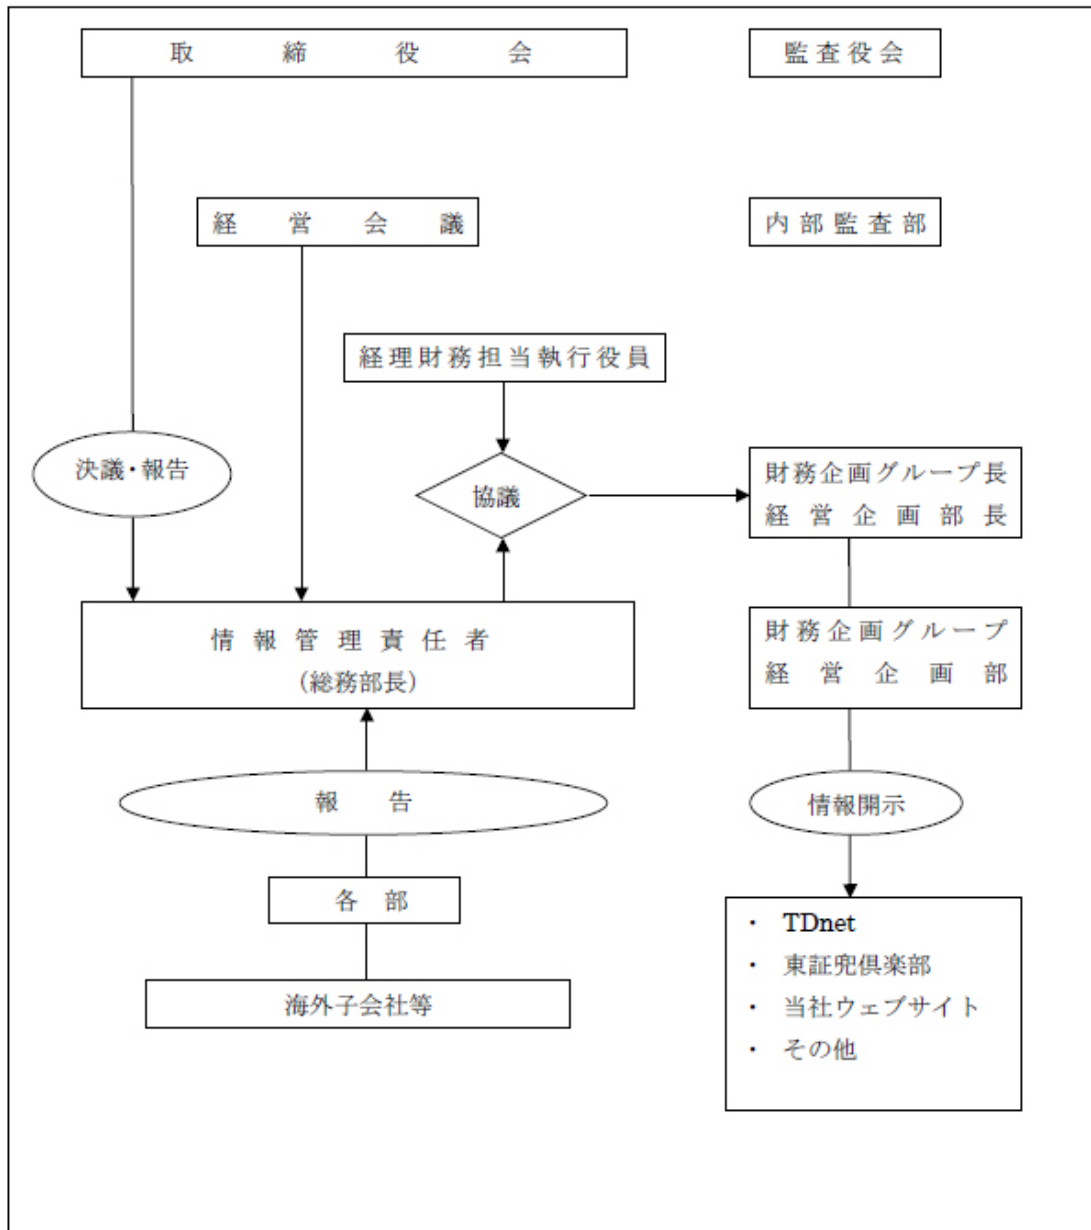 取締役会
監査役会
経営会議
内部監査部
経理財務担当執行役員
決議・報告
協議
財務企画グループ長
経営企画部長
情報管理責任者
(総務部長)
財務企画グループ
経営企画部
報告
情報開示
各部
海外子会社等
・ TDnet
・ 東証兜倶楽部
・ 当社ウェブサイト
・ その他